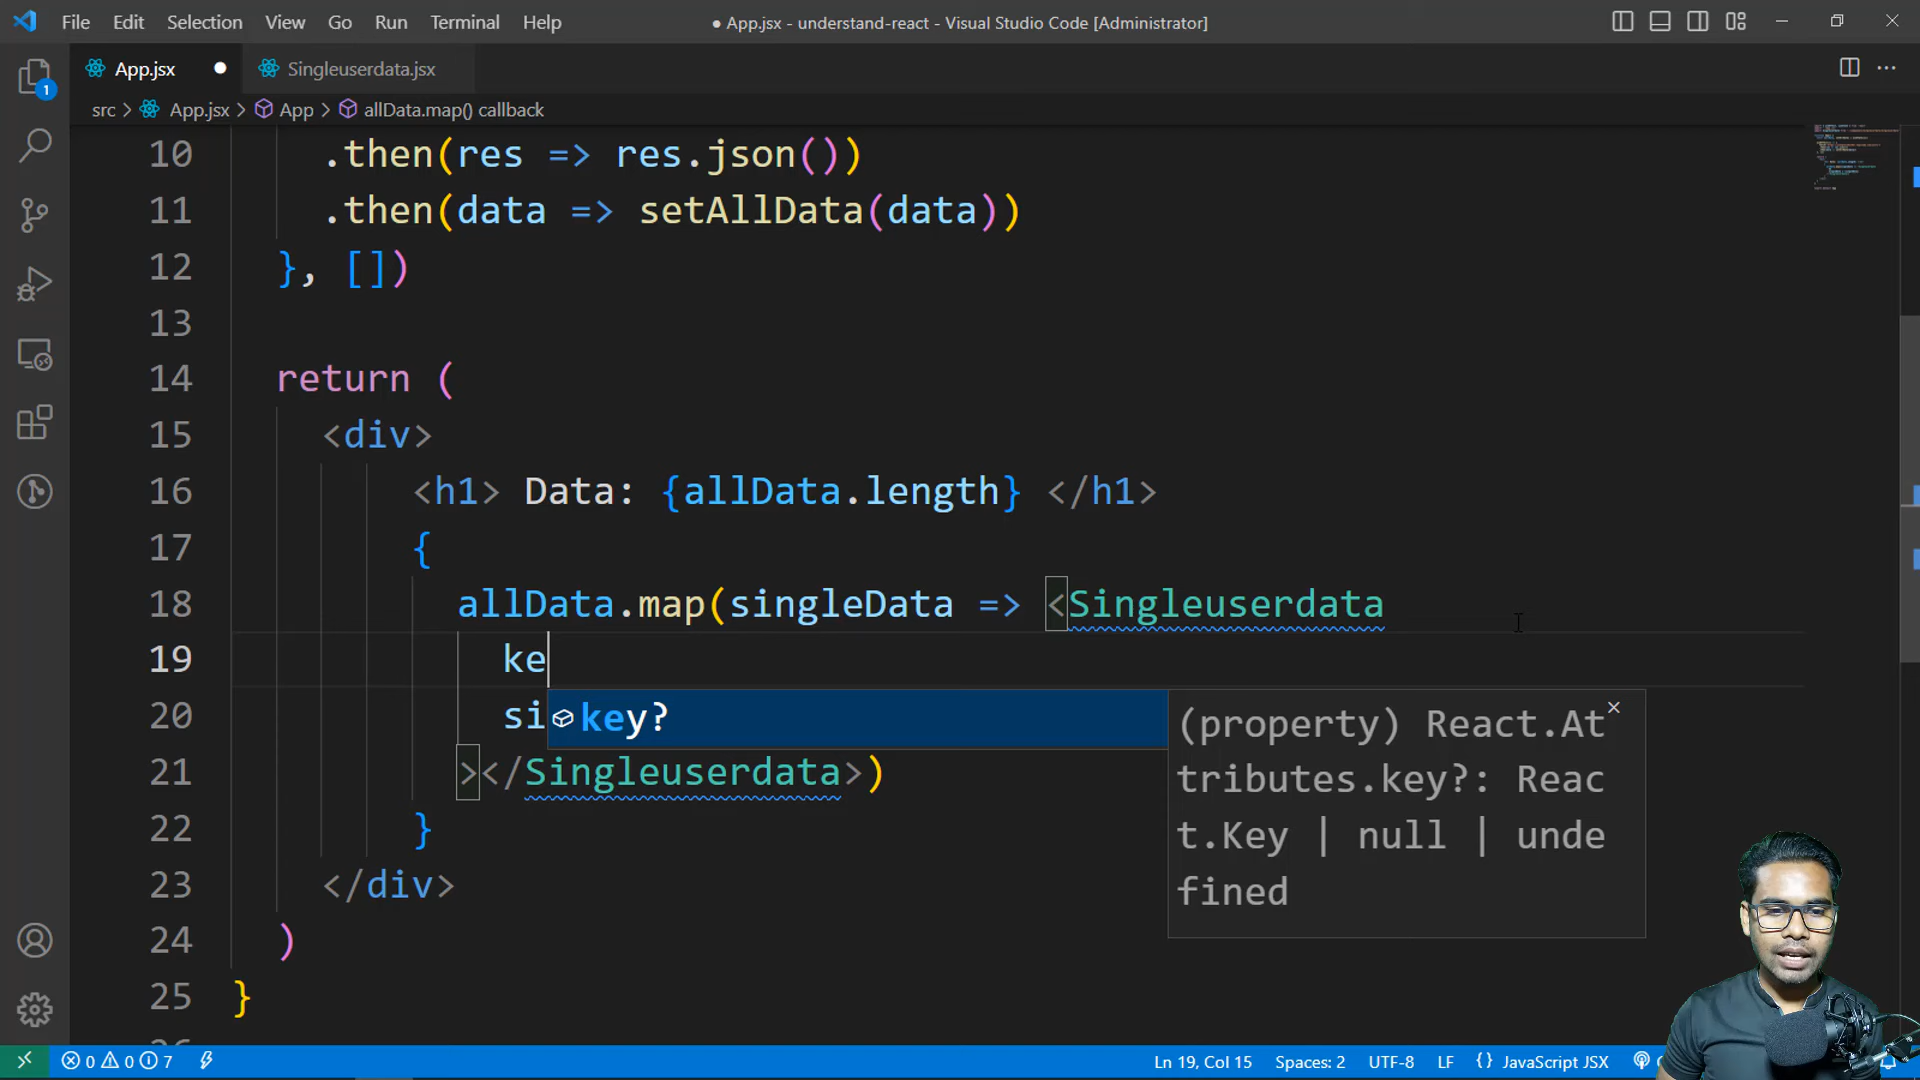 File Edit Selection View Go Run Terminal Help
● App.jsx - understand-react - Visual Studio Code [Administrator]
App.jsx ● Singleuserdata.jsx
src > App.jsx > App > allData.map() callback
1
10 .then(res => res.json())
11 .then(data => setAllData(data))
12 }, [])
13
14 return (
15 <div>
16 <h1> Data: {allData.length} </h1>
17 {
18 allData.map(singleData => <Singleuserdata
19 ke
20 si
key?
(property) React.At
tributes.key?: Reac
t.Key | null | unde
fined
21 ></Singleuserdata>)
22 }
23 </div>
24 )
25 }
0 0 7 Ln 19, Col 15 Spaces: 2 UTF-8 LF {} JavaScript JSX